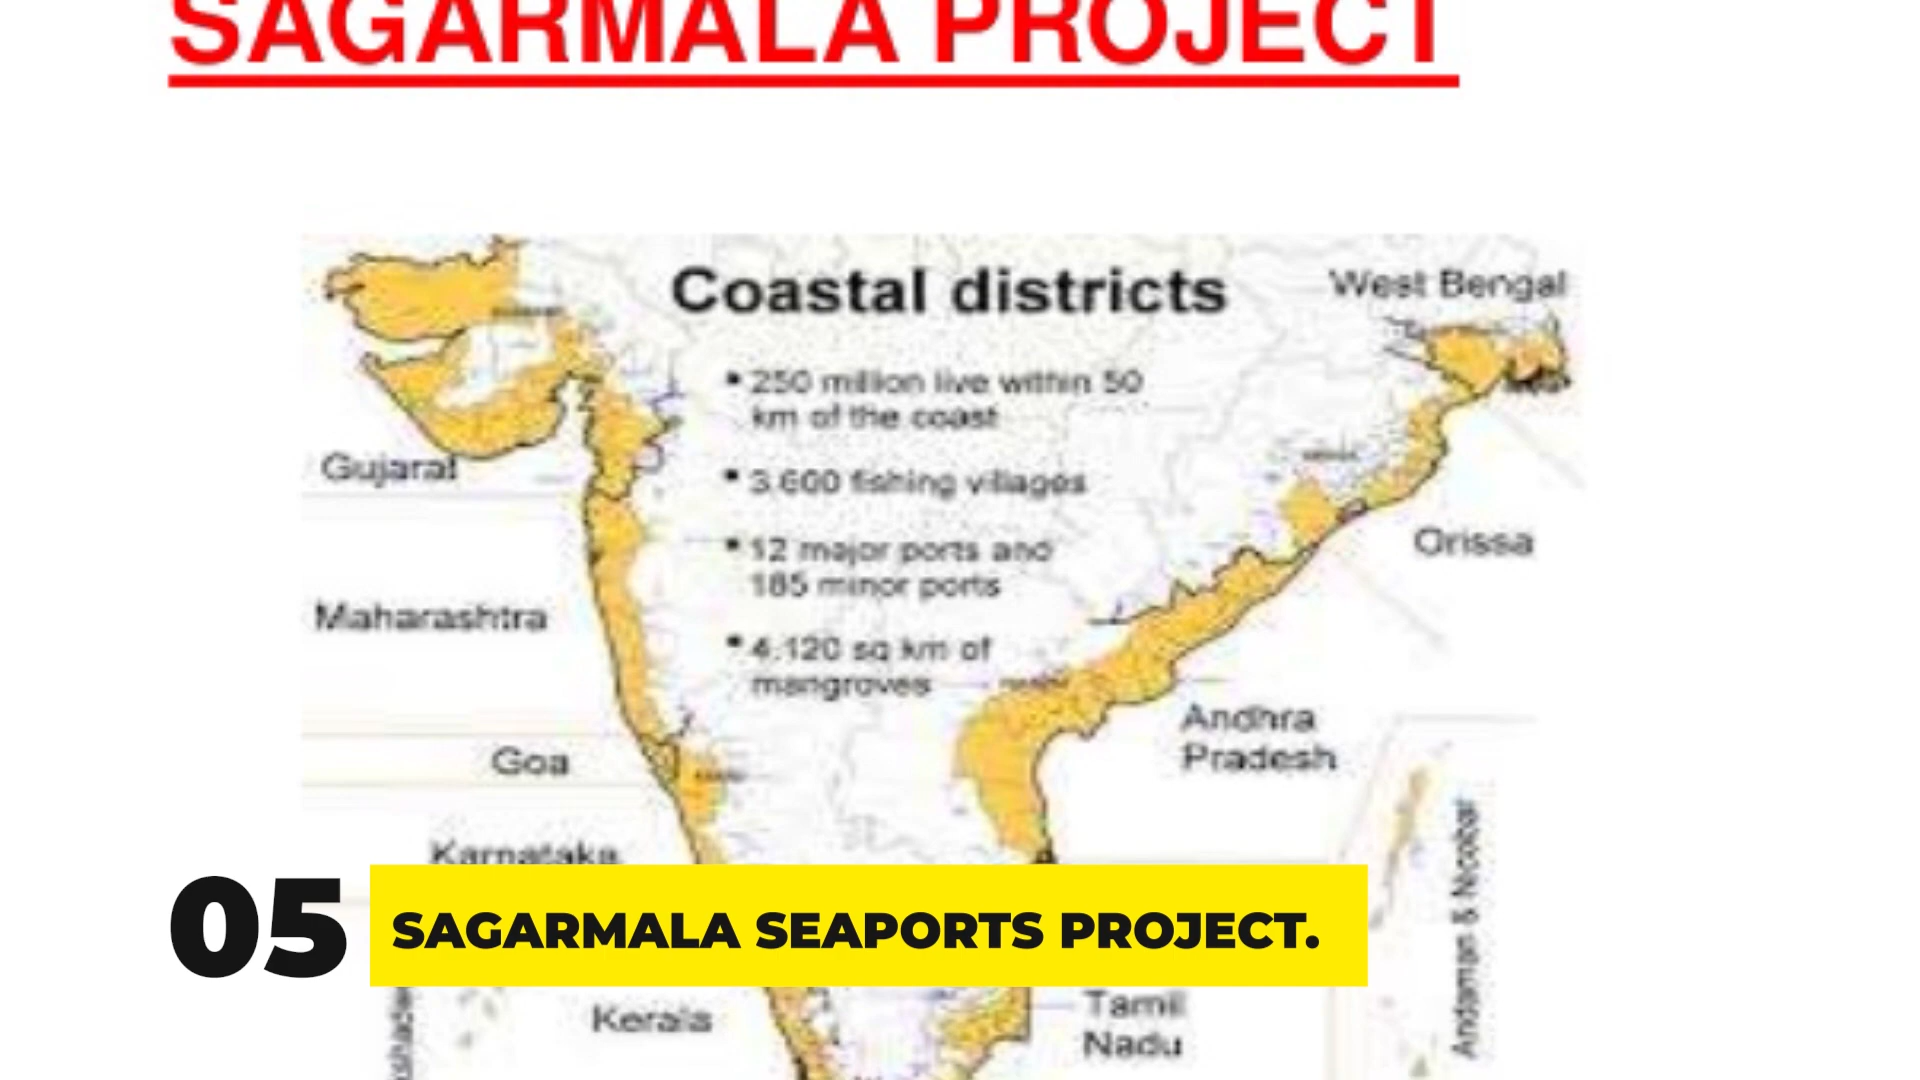 SAGARMALA PROJECT
Coastal districts
West Bengal
250 million live within 50
km of the coast
Gujarat
3.600 fishing villages
Orissa
12 major ports and
185 minor ports
Maharashtra
4.120 sq km of
mangroves
Andhra
Pradesh
Goa
Andaman & Nicobar
Karnataka
05
SAGARMALA SEAPORTS PROJECT.
Kerala
Tamil
Nadu